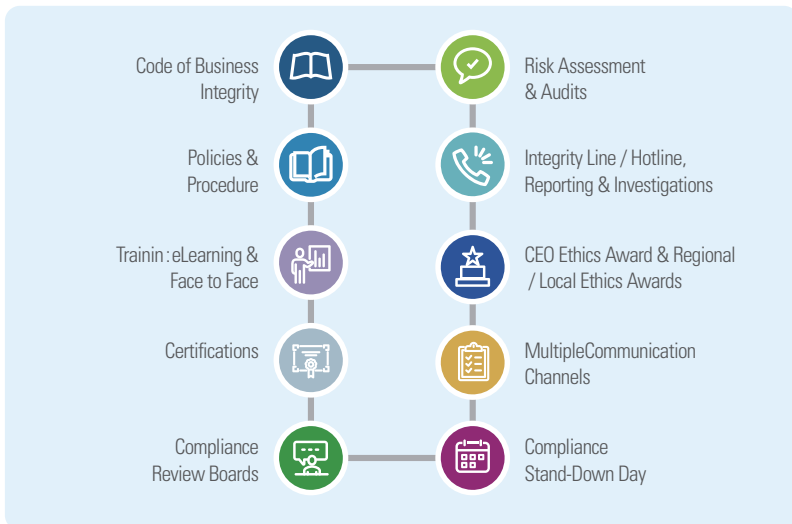 Code of Business
Integrity
Risk Assessment
& Audits
Policies &
Procedure
Integrity Line / Hotline,
Reporting & Investigations
Trainin : eLearning &
Face to Face
CEO Ethics Award & Regional
/ Local Ethics Awards
Certifications
MultipleCommunication
Channels
Compliance
Review Boards
Compliance
Stand-Down Day